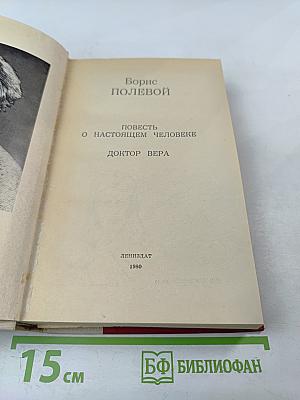 Борис
ПОЛЕВОЙ
ПОВЕСТЬ
О НАСТОЯЩЕМ ЧЕЛОВЕКЕ
ДОКТОР ВЕРА
ЛЕНИЗДАТ
1980
15 см
БФ БИБЛИОФАН